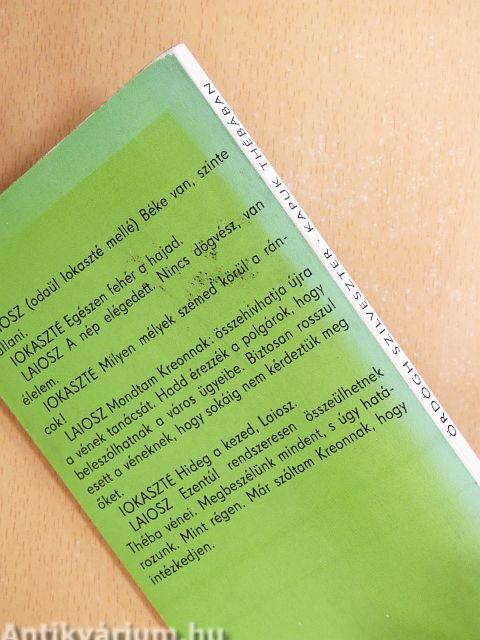 (odaül Iokaszté mellé) Béke van, szinte
IOKASZTÉ Egészen fehér a hajad.
LAIOSZ A nép elégedett. Nincs dögvész, van
élelem.
IOKASZTÉ Milyen mélyek szemed körül a rán-
cok!
LAIOSZ Mondtam Kreonnak: összehívhatja újra
a vének tanácsát. Hadd érezzék a polgárok, hogy
beleszólhatnak a város ügyeibe. Biztosan rosszul
esett a véneknek, hogy sokáig nem kérdeztük meg
őket.
IOKASZTÉ Hideg a kezed, Laiosz.
LAIOSZ Ezentúl rendszeresen összeülhetnek
Théba vénei. Megbeszélünk mindent, s úgy hatá-
rozunk. Mint régen. Már szóltam Kreonnak, hogy
intézkedjen.
ÖRDÖGH SZILVESZTER · KAPUK THÉBÁBAN
Antikvárium.hu